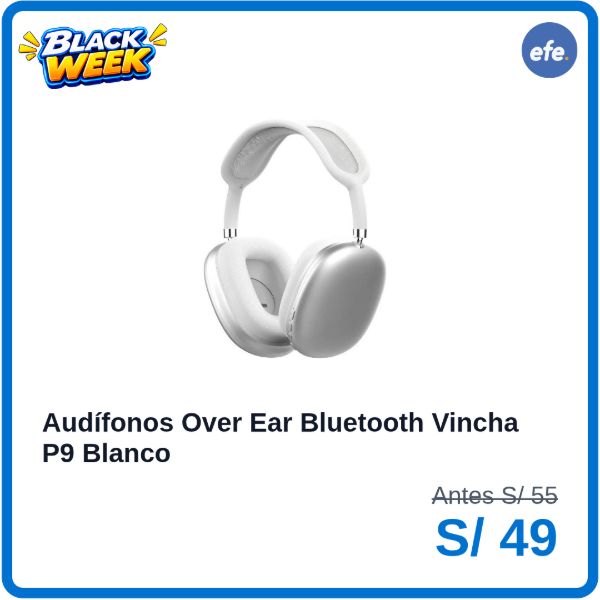 BLACK
WEEK
efe.
Audífonos Over Ear Bluetooth Vincha
P9 Blanco
Antes S/ 55
S/ 49